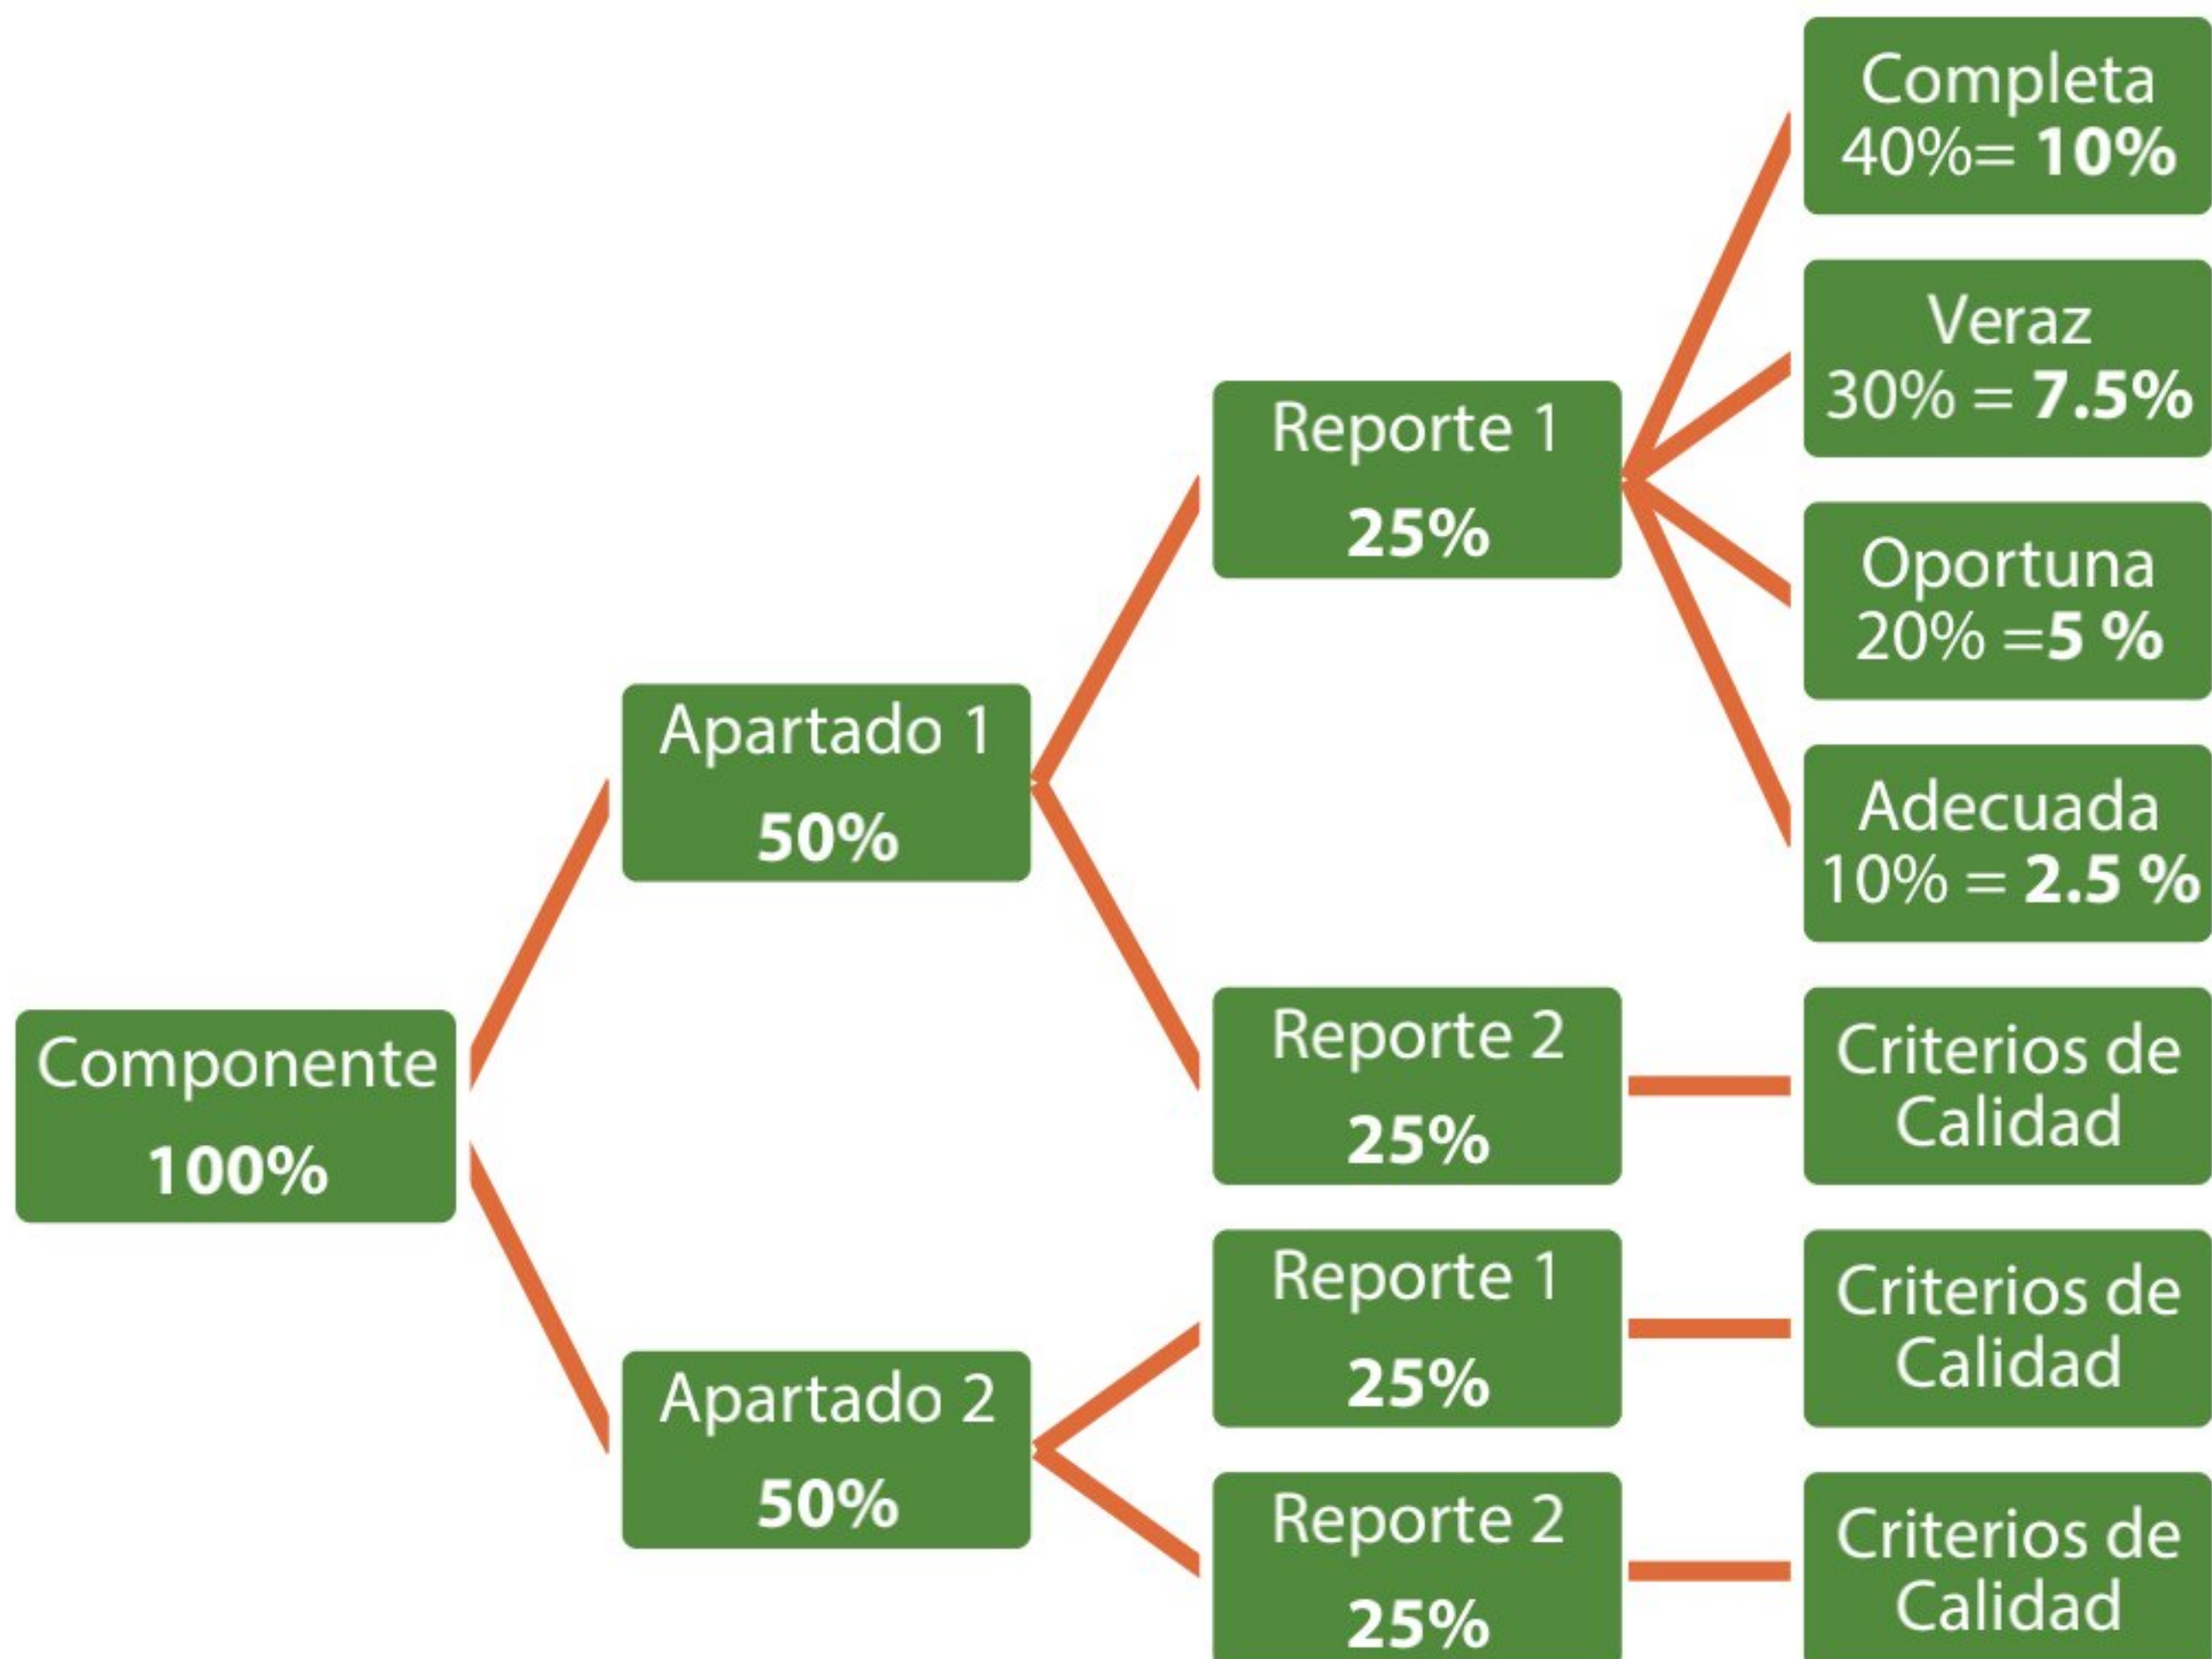 Completa
40%= 10%
Veraz
30% = 7.5%
Reporte 1
25%
Oportuna
20% =5 %
Apartado 1
50%
Adecuada
10% = 2.5 %
Componente
100%
Reporte 2
25%
Criterios de
Calidad
Reporte 1
25%
Criterios de
Calidad
Apartado 2
50%
Reporte 2
25%
Criterios de
Calidad